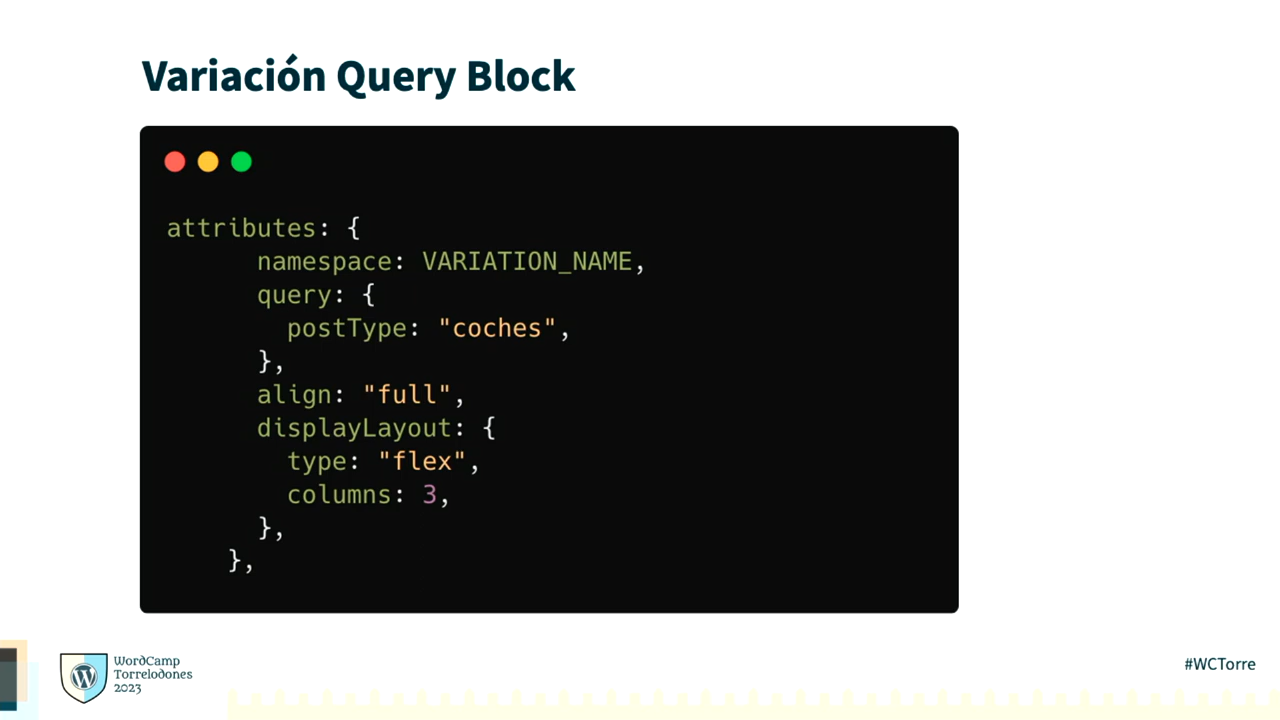 Variación Query Block
attributes: {
namespace: VARIATION_NAME,
query: {
postType: "coches",
},
align: "full",
displayLayout: {
type: "flex",
columns: 3,
},
},
WordCamp
Torrelodones
2023
#WCTorre